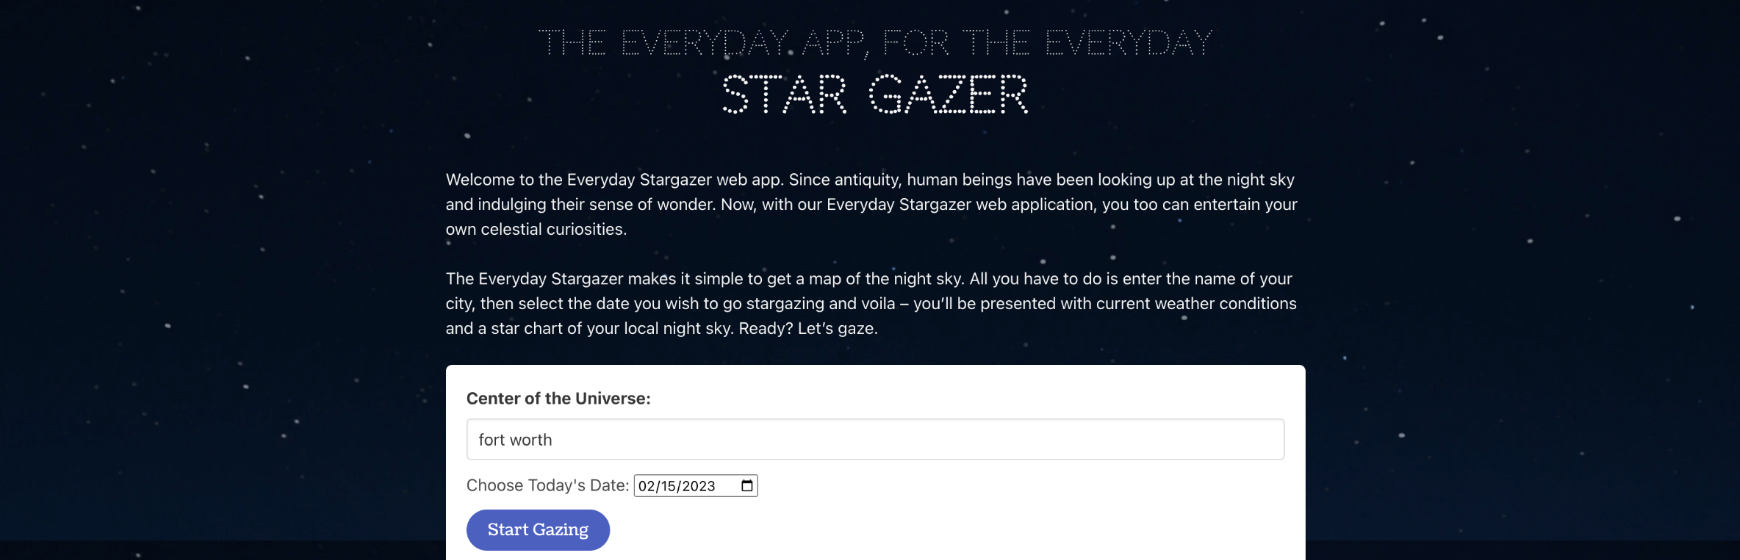 THE EVERYDAY APP, FOR THE EVERYDAY
STAR GAZER
Welcome to the Everyday Stargazer web app. Since antiquity, human beings have been looking up at the night sky
and indulging their sense of wonder. Now, with our Everyday Stargazer web application, you too can entertain your
own celestial curiosities.
The Everyday Stargazer makes it simple to get a map of the night sky. All you have to do is enter the name of your
city, then select the date you wish to go stargazing and voila – you’ll be presented with current weather conditions
and a star chart of your local night sky. Ready? Let’s gaze.
Center of the Universe:
fort worth
Choose Today's Date: 02/15/2023
Start Gazing